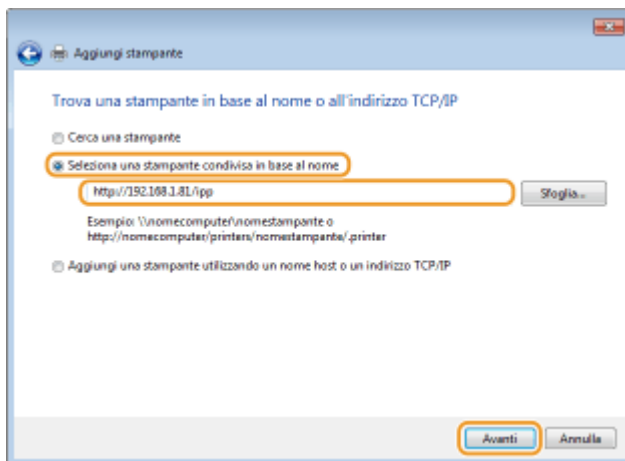 Aggiungi stampante
Trova una stampante in base al nome o all'indirizzo TCP/IP
Cerca una stampante
Seleziona una stampante condivisa in base al nome
http://192.168.1.81/ipp
Sfoglia...
Esempio: \\nomecomputer\nomestampante o
http://nomecomputer/printers/nomestampante/.printer
Aggiungi una stampante utilizzando un nome host o un indirizzo TCP/IP
Avanti
Annulla